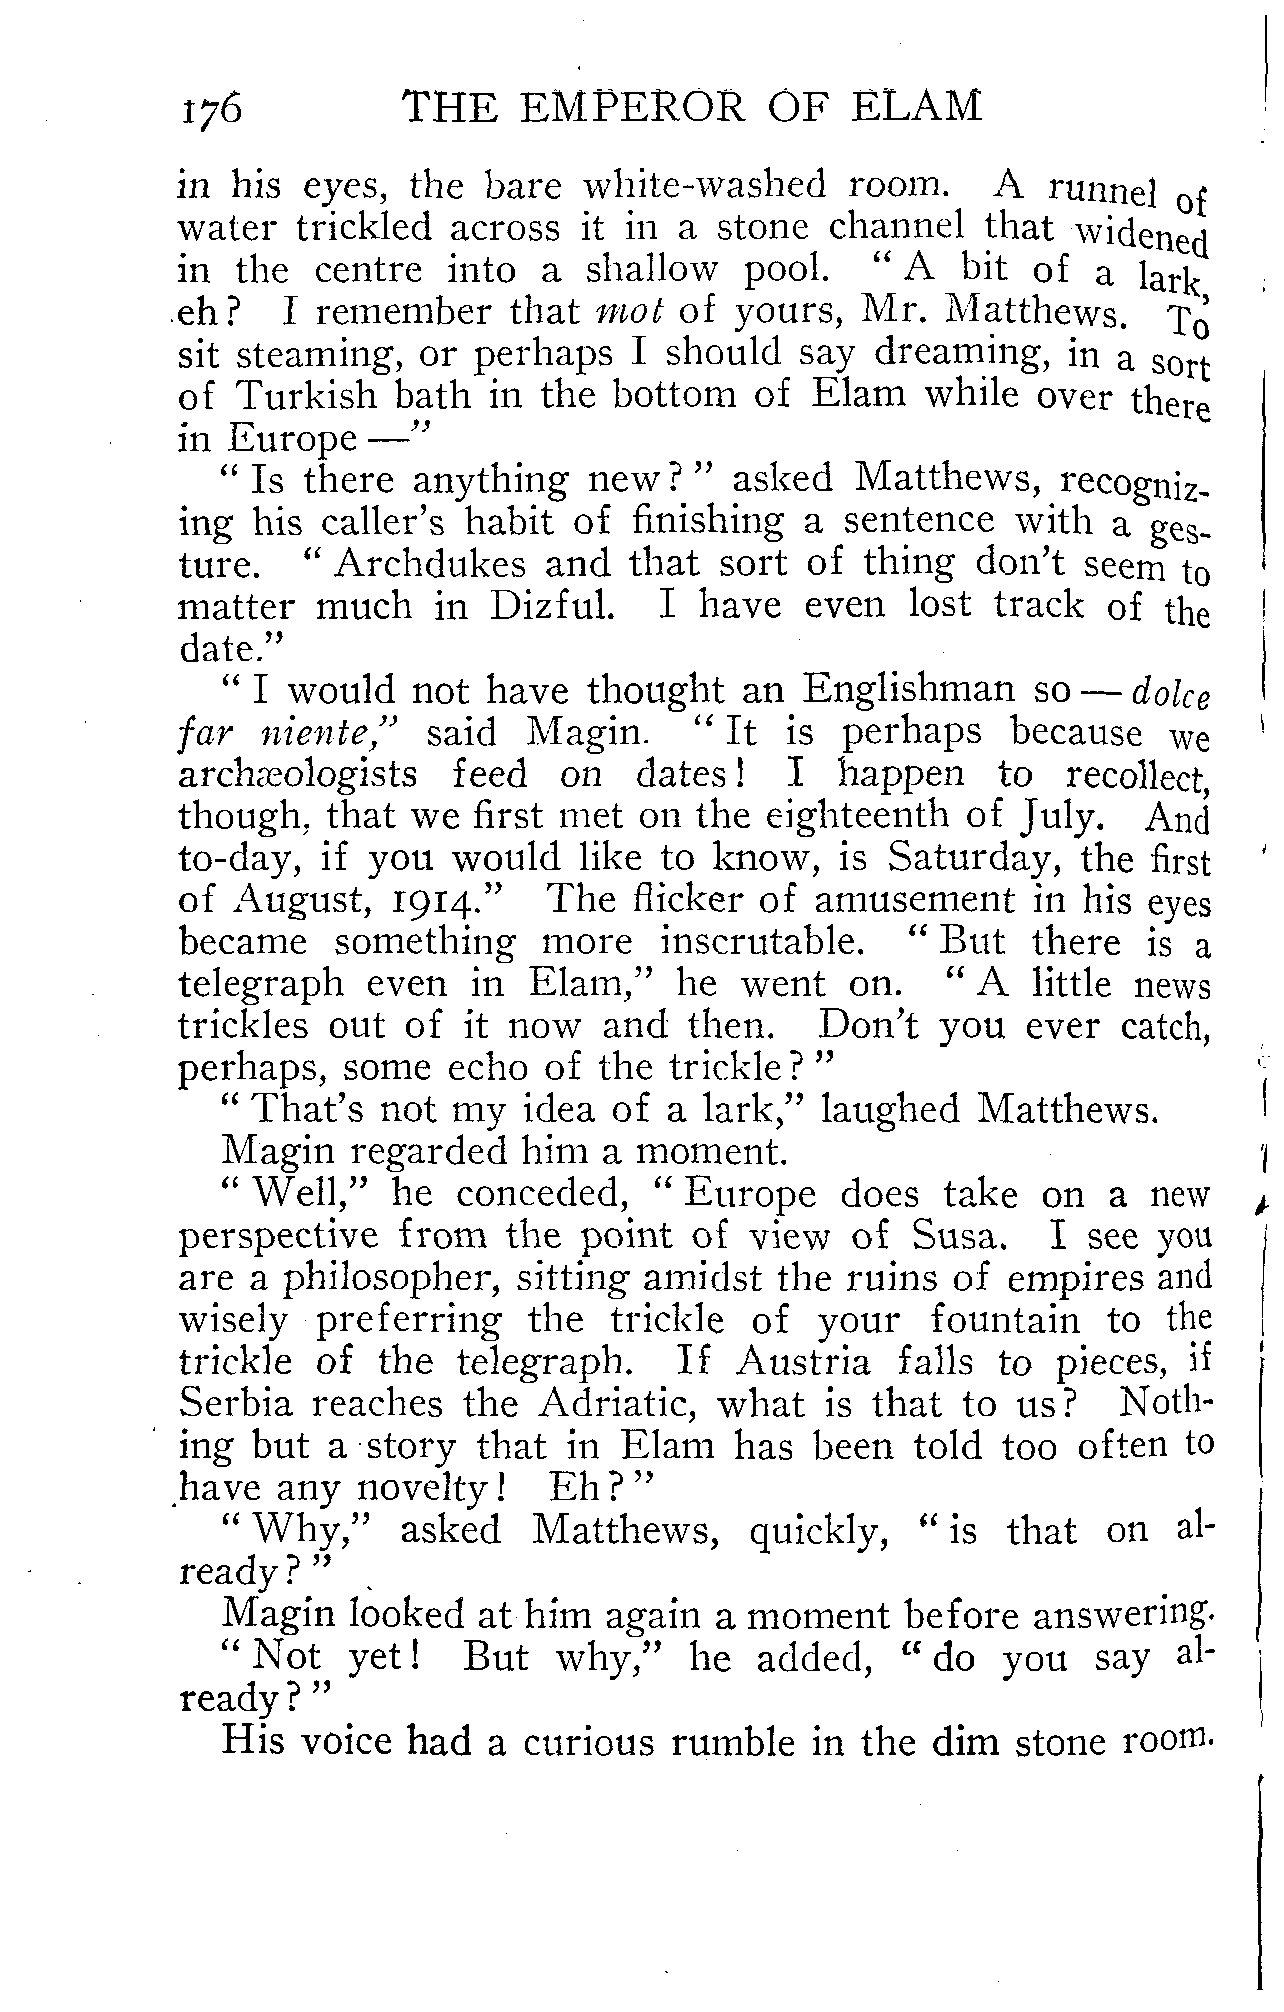 176 THE EMPEROR OF ELAM
in his eyes, the bare white-washed room. A runnel of
water trickled across it in a stone channel that widened
in the centre into a shallow pool. “ A bit of a lark,
eh? I remember that mot of yours, Mr. Matthews. To
sit steaming, or perhaps I should say dreaming, in a sort
of Turkish bath in the bottom of Elam while over there
in Europe —”
“ Is there anything new? ” asked Matthews, recogniz-
ing his caller's habit of finishing a sentence with a ges-
ture. “ Archdukes and that sort of thing don't seem to
matter much in Dizful. I have even lost track of the
date.”
“ I would not have thought an Englishman so — dolce
far niente,” said Magin. “ It is perhaps because we
archæologists feed on dates! I happen to recollect,
though, that we first met on the eighteenth of July. And
to-day, if you would like to know, is Saturday, the first
of August, 1914.” The flicker of amusement in his eyes
became something more inscrutable. “ But there is a
telegraph even in Elam,” he went on. “ A little news
trickles out of it now and then. Don't you ever catch,
perhaps, some echo of the trickle? ”
“ That's not my idea of a lark,” laughed Matthews.
Magin regarded him a moment.
“ Well,” he conceded, “ Europe does take on a new
perspective from the point of view of Susa. I see you
are a philosopher, sitting amidst the ruins of empires and
wisely preferring the trickle of your fountain to the
trickle of the telegraph. If Austria falls to pieces, if
Serbia reaches the Adriatic, what is that to us? Noth-
ing but a story that in Elam has been told too often to
have any novelty! Eh? ”
“ Why,” asked Matthews, quickly, “ is that on al-
ready? ”
Magin looked at him again a moment before answering.
“ Not yet! But why,” he added, “ do you say al-
ready? ”
His voice had a curious rumble in the dim stone room.